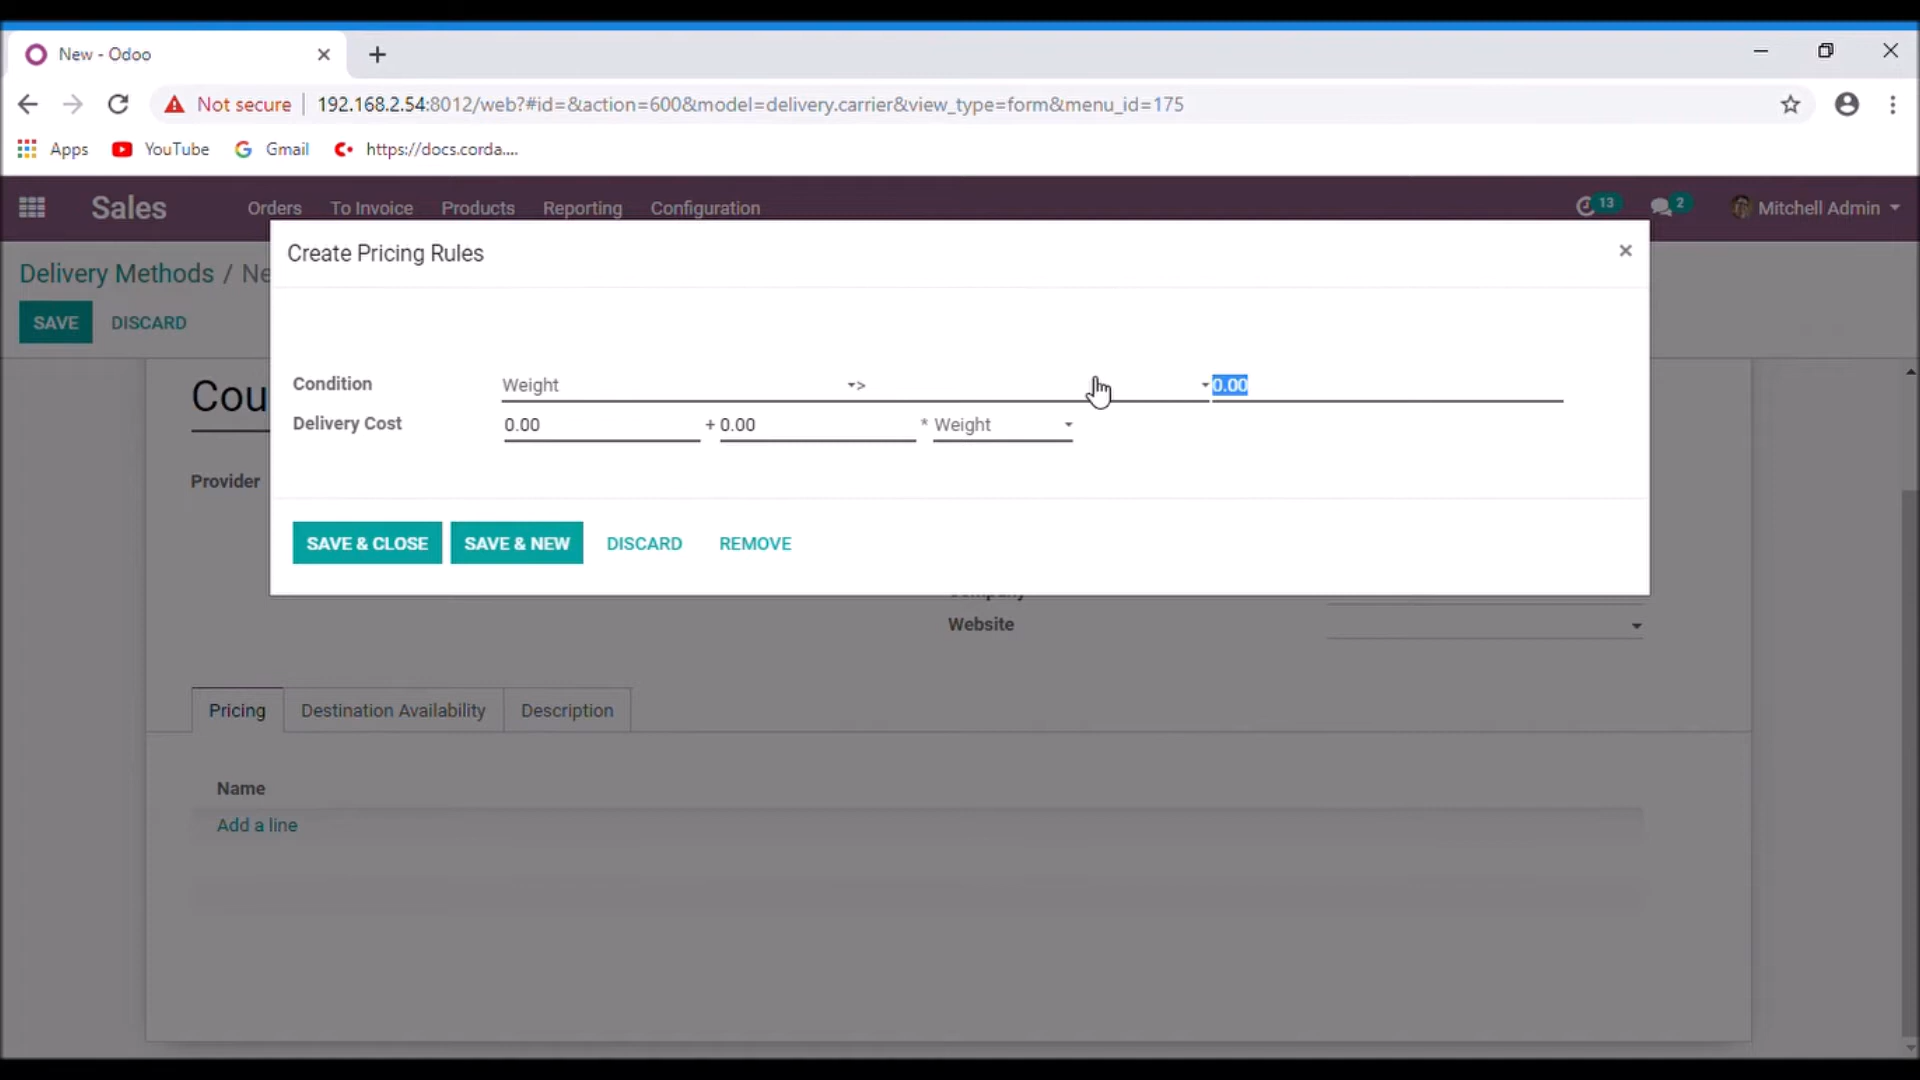 New - Odoo
Not secure 192.168.2.54:8012/web?#id=&action=600&model=delivery.carrier&view_type=form&menu_id=175
Apps YouTube Gmail https://docs.corda....
Sales Orders To Invoice Products Reporting Configuration 13 2 Mitchell Admin
Create Pricing Rules ×
Delivery Methods / Ne
SAVE DISCARD
Condition Weight > 0.00
Cou
Delivery Cost 0.00 + 0.00 * Weight
Provider
SAVE & CLOSE SAVE & NEW DISCARD REMOVE
Company
Website
Pricing Destination Availability Description
Name
Add a line